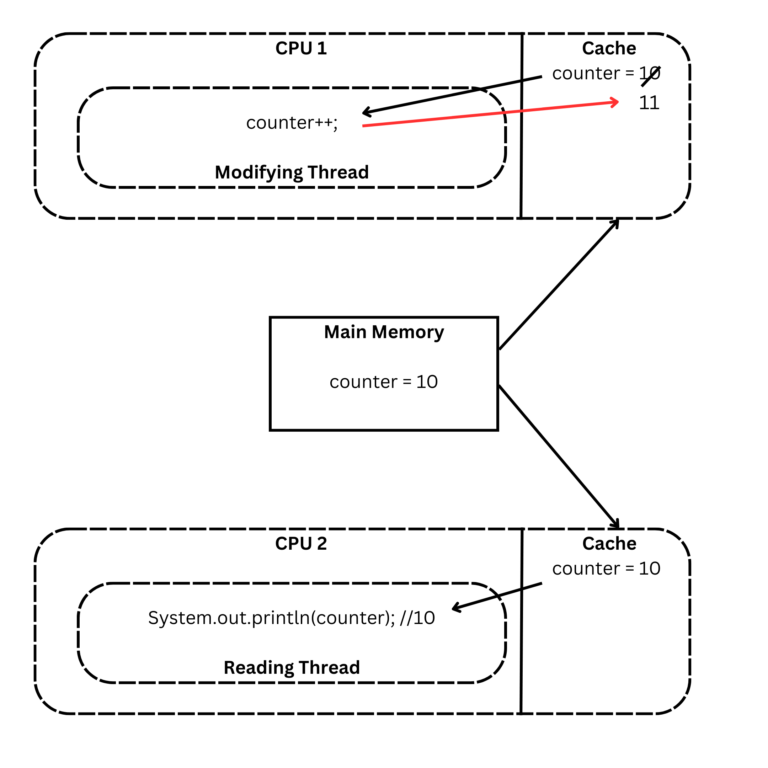 CPU 1
Cache
counter = 10
11
counter++;
Modifying Thread
Main Memory
counter = 10
CPU 2
Cache
counter = 10
System.out.println(counter); //10
Reading Thread